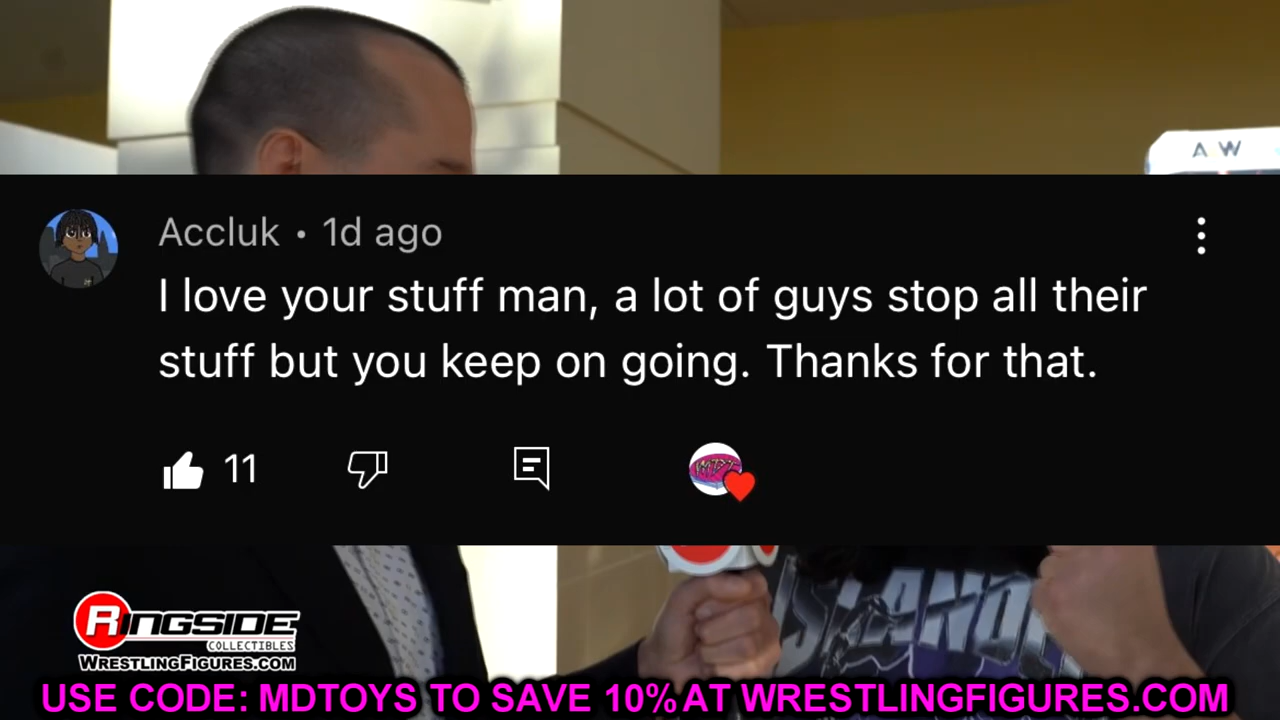 A W
Accluk • 1d ago
I love your stuff man, a lot of guys stop all their
stuff but you keep on going. Thanks for that.
11
RINGSIDE
COLLECTIBLES
WRESTLINGFIGURES.COM
USE CODE: MDTOYS TO SAVE 10% AT WRESTLINGFIGURES.COM